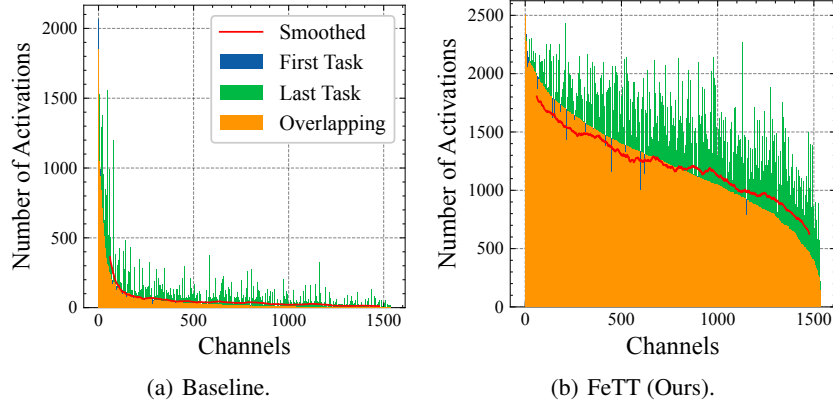 2000
1500
1000
500
0
Number of Activations
Smoothed
First Task
Last Task
Overlapping
0
500
1000
1500
Channels
(a) Baseline.
2500
2000
1500
1000
500
0
Number of Activations
0
500
1000
1500
Channels
(b) FeTT (Ours).